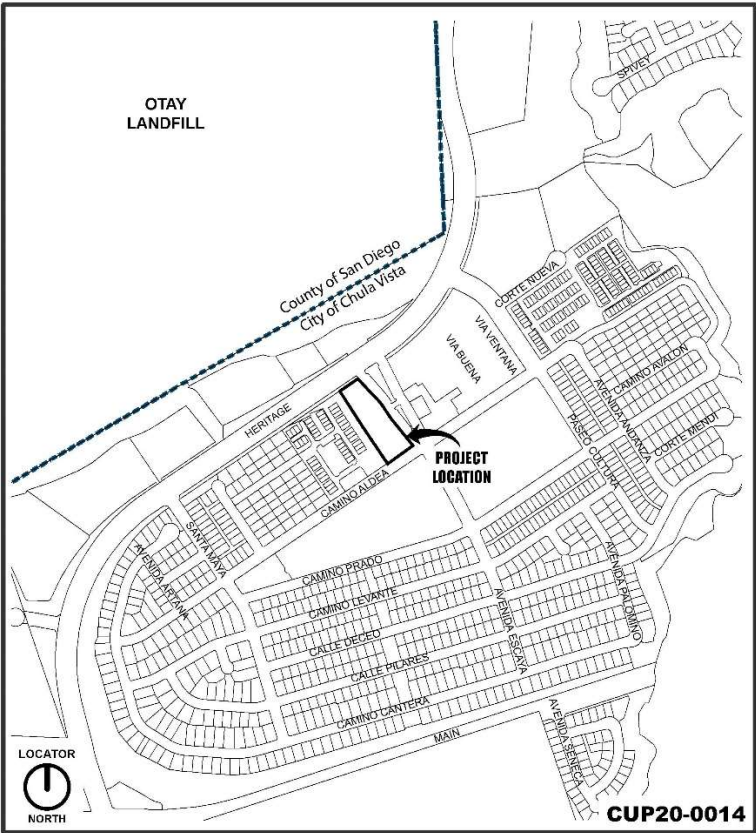 SPIVEY
OTAY
LANDFILL
County of San Diego
City of Chula Vista
CORTE NUEVA
VIA VENTANA
VIA BUENA
CAMINO AVALON
AVENIDA ANDANZA
HERITAGE
PASEO CULTURA
CORTE MENDI
PROJECT
LOCATION
CAMINO ALDEA
SANTA MAYA
AVENIDA ARTANA
CAMINO PRADO
AVENIDA PALOMINO
CAMINO LEVANTE
AVENIDA ESCAYA
CALLE DECEO
CALLE PILARES
CAMINO CANTERA
AVENIDA SENECA
MAIN
LOCATOR
NORTH
CUP20-0014